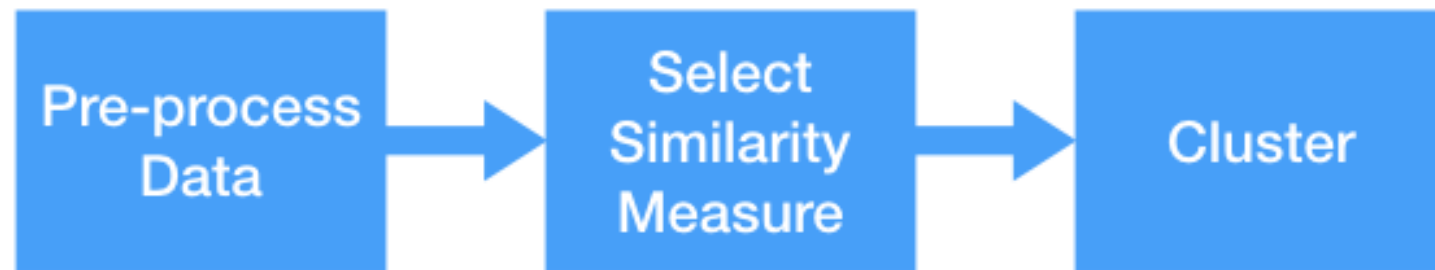 Pre-process
Data
Select
Similarity
Measure
Cluster